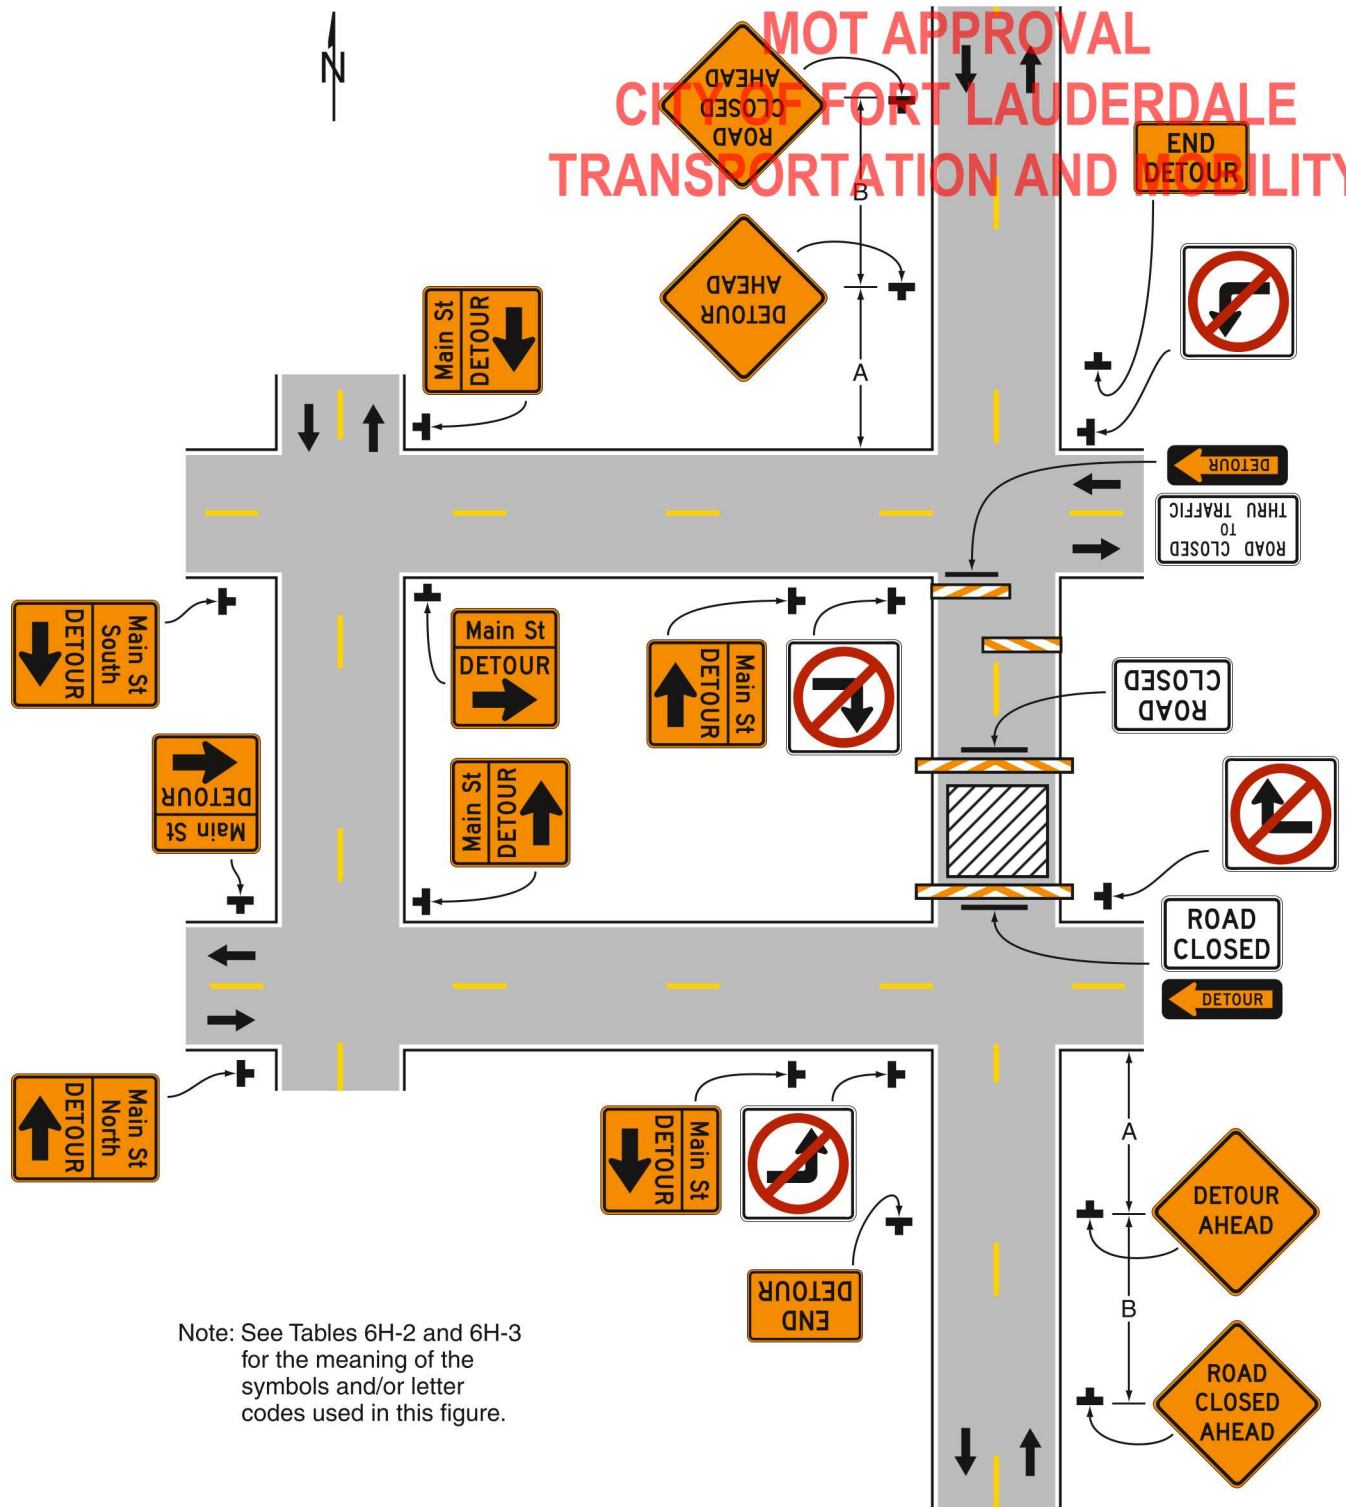 MOT APPROVAL
CITY OF FORT LAUDERDALE
TRANSPORTATION AND MOBILITY
N
ROAD
CLOSED
AHEAD
B
END
DETOUR
DETOUR
AHEAD
A
Main St
DETOUR
DETOUR
ROAD CLOSED
TO
THRU TRAFFIC
Main St
South
DETOUR
Main St
DETOUR
Main St
DETOUR
ROAD
CLOSED
Main St
DETOUR
Main St
DETOUR
ROAD
CLOSED
DETOUR
Main St
North
DETOUR
Main St
DETOUR
A
DETOUR
AHEAD
END
DETOUR
B
ROAD
CLOSED
AHEAD
Note: See Tables 6H-2 and 6H-3
for the meaning of the
symbols and/or letter
codes used in this figure.